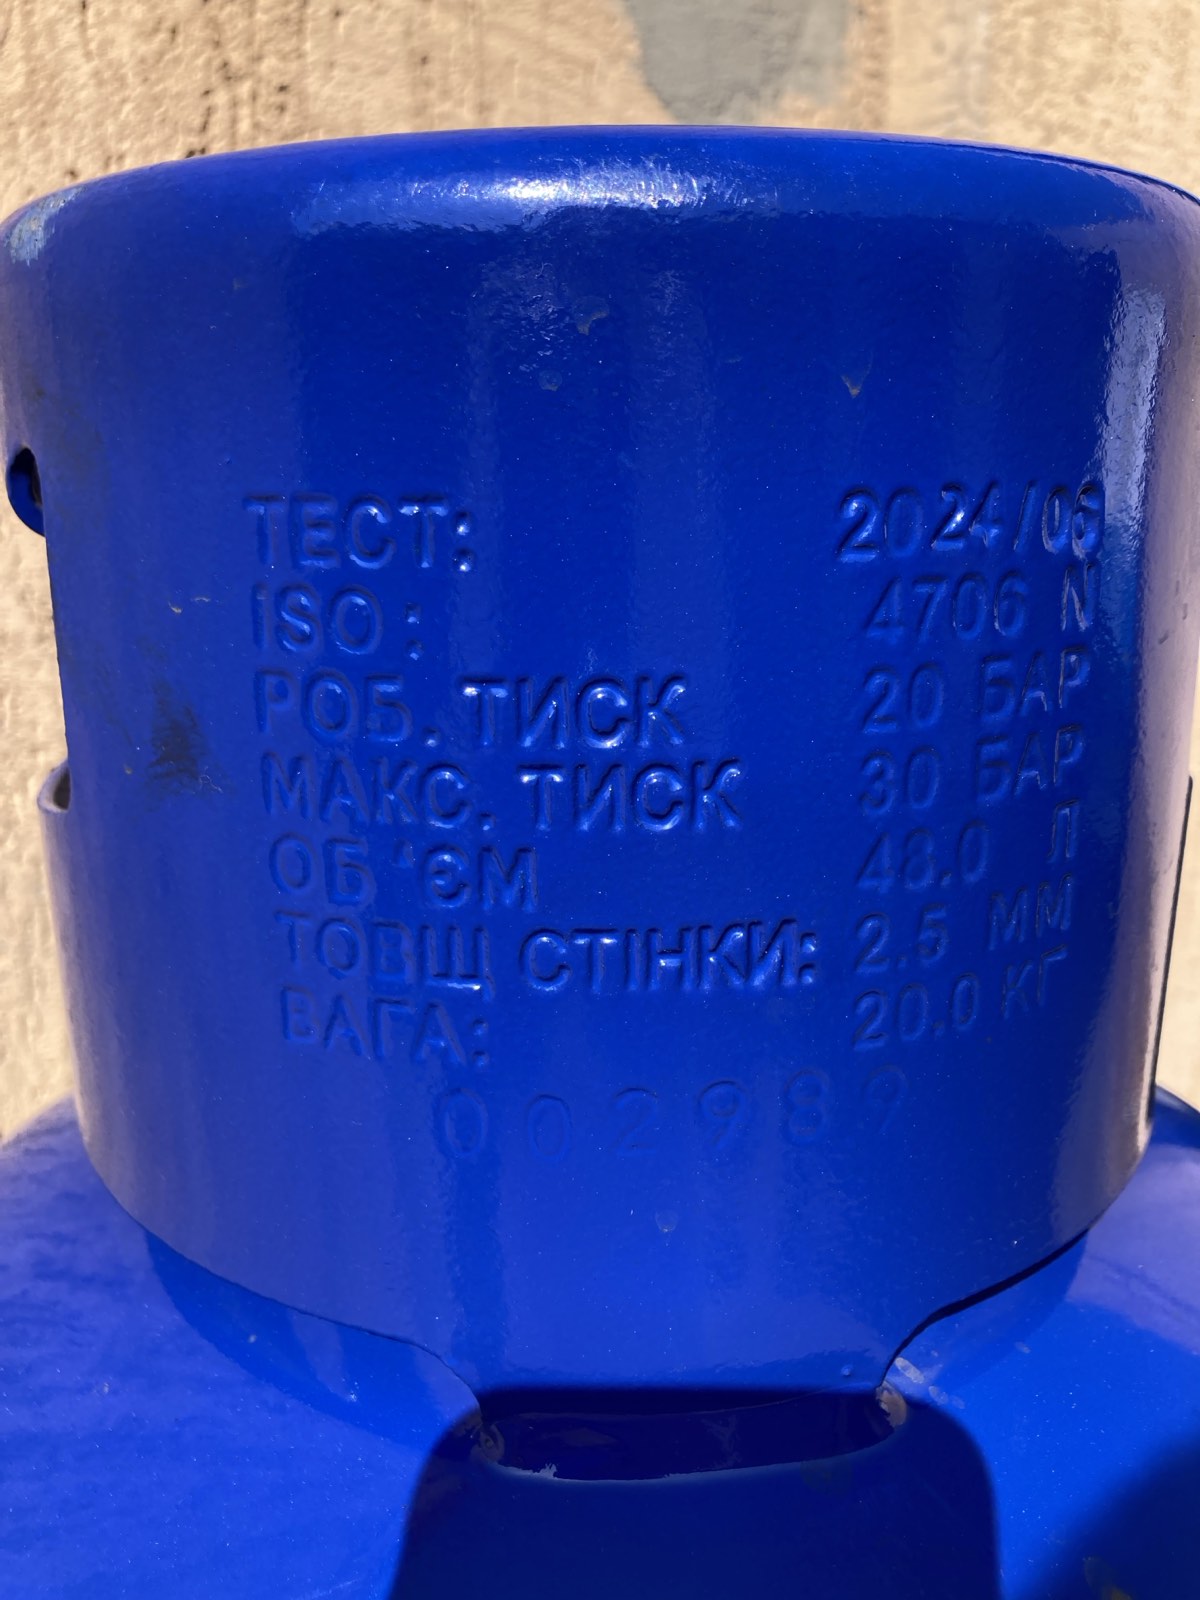 ТЕСТ: 2024/06
ISO: 4706 N
РОБ. ТИСК 20 БАР
МАКС. ТИСК 30 БАР
ОБ'ЄМ 48.0 Л
ТОВЩ СТІНКИ: 2.5 ММ
ВАГА: 20.0 КГ
002989